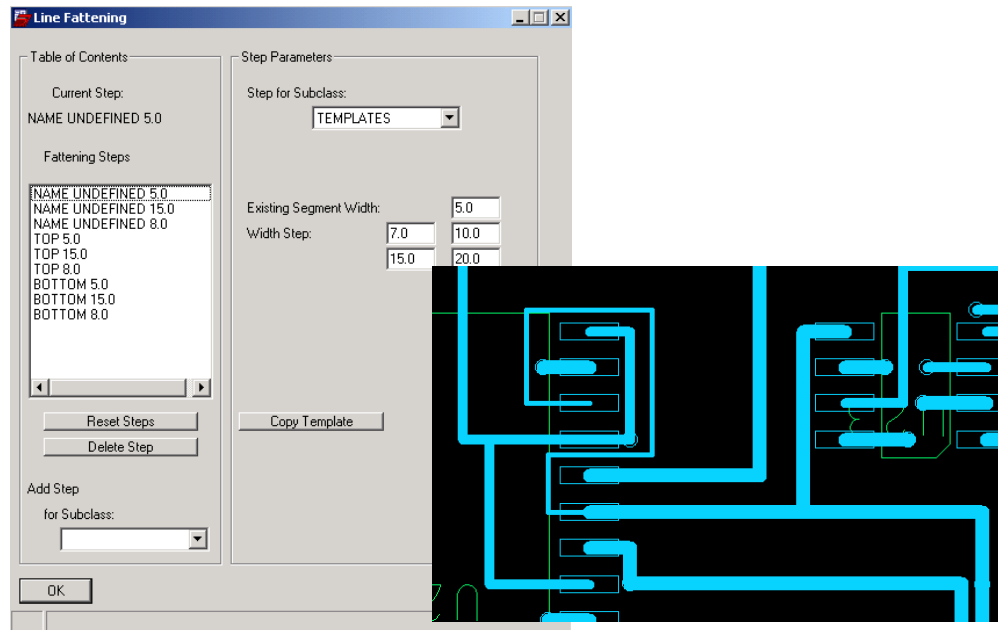 Line Fattening
Table of Contents
Current Step:
NAME UNDEFINED 5.0
Fattening Steps
NAME UNDEFINED 5.0
NAME UNDEFINED 15.0
NAME UNDEFINED 8.0
TOP 5.0
TOP 15.0
TOP 8.0
BOTTOM 5.0
BOTTOM 15.0
BOTTOM 8.0
Reset Steps
Delete Step
Add Step
for Subclass:
OK
Step Parameters
Step for Subclass:
TEMPLATES
Existing Segment Width: 5.0
Width Step: 7.0 10.0
15.0 20.0
Copy Template